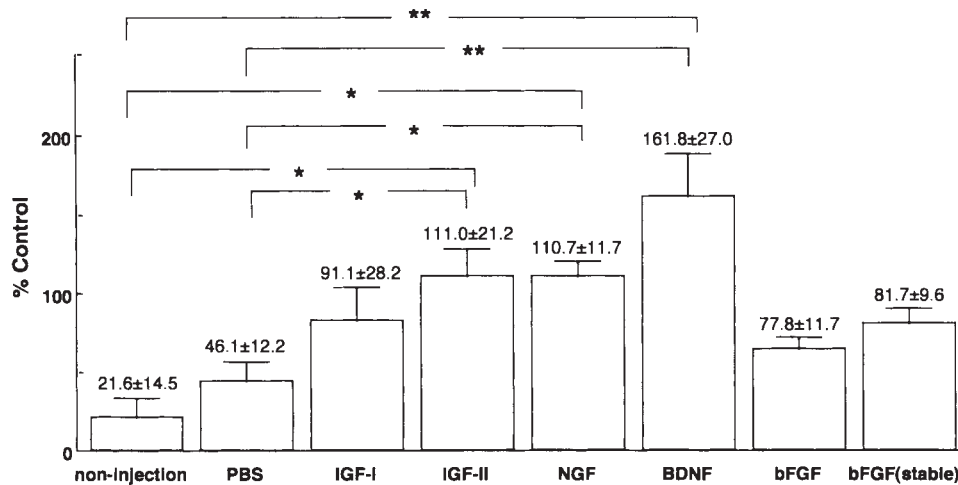 **
**
*
*
*
*
% Control
200
100
0
21.6±14.5
46.1±12.2
91.1±28.2
111.0±21.2
110.7±11.7
161.8±27.0
77.8±11.7
81.7±9.6
non-injection
PBS
IGF-I
IGF-II
NGF
BDNF
bFGF
bFGF(stable)